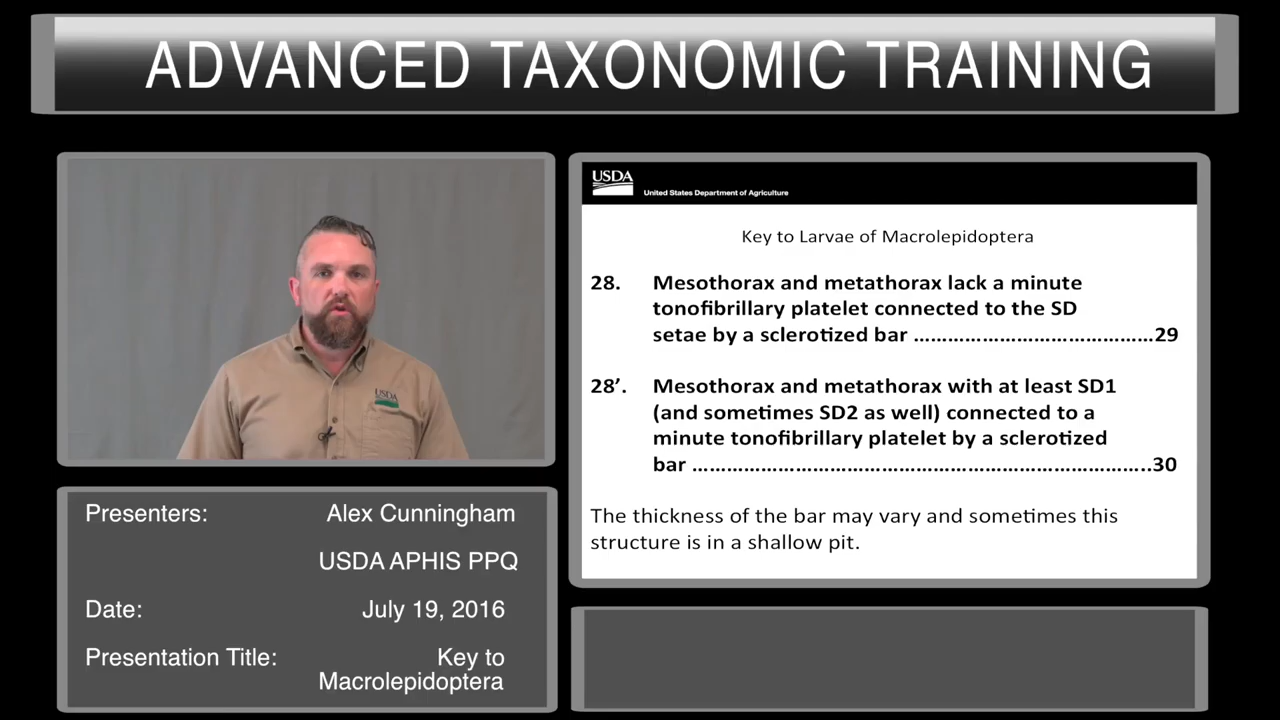 ADVANCED TAXONOMIC TRAINING
USDA
USDA
United States Department of Agriculture
Key to Larvae of Macrolepidoptera
28. Mesothorax and metathorax lack a minute
tonofibrillary platelet connected to the SD
setae by a sclerotized bar ……………………………………29
28’. Mesothorax and metathorax with at least SD1
(and sometimes SD2 as well) connected to a
minute tonofibrillary platelet by a sclerotized
bar ……………………………………………………………………..30
The thickness of the bar may vary and sometimes this
structure is in a shallow pit.
Presenters: Alex Cunningham
USDA APHIS PPQ
Date: July 19, 2016
Presentation Title: Key to
Macrolepidoptera